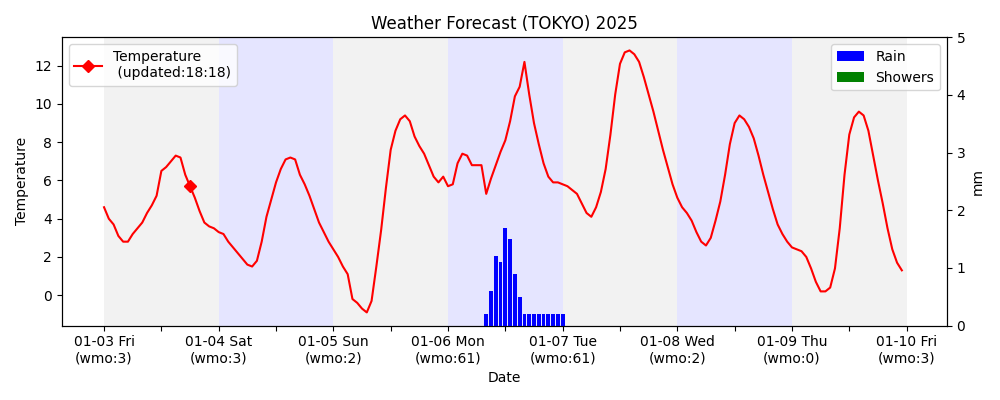 Weather Forecast (TOKYO) 2025
Temperature
(updated:18:18)
Rain
Showers
Temperature
12
10
8
6
4
2
0
5
4
3
2
1
0
mm
01-03 Fri
(wmo:3)
01-04 Sat
(wmo:3)
01-05 Sun
(wmo:2)
01-06 Mon
(wmo:61)
01-07 Tue
(wmo:61)
01-08 Wed
(wmo:2)
01-09 Thu
(wmo:0)
01-10 Fri
(wmo:3)
Date